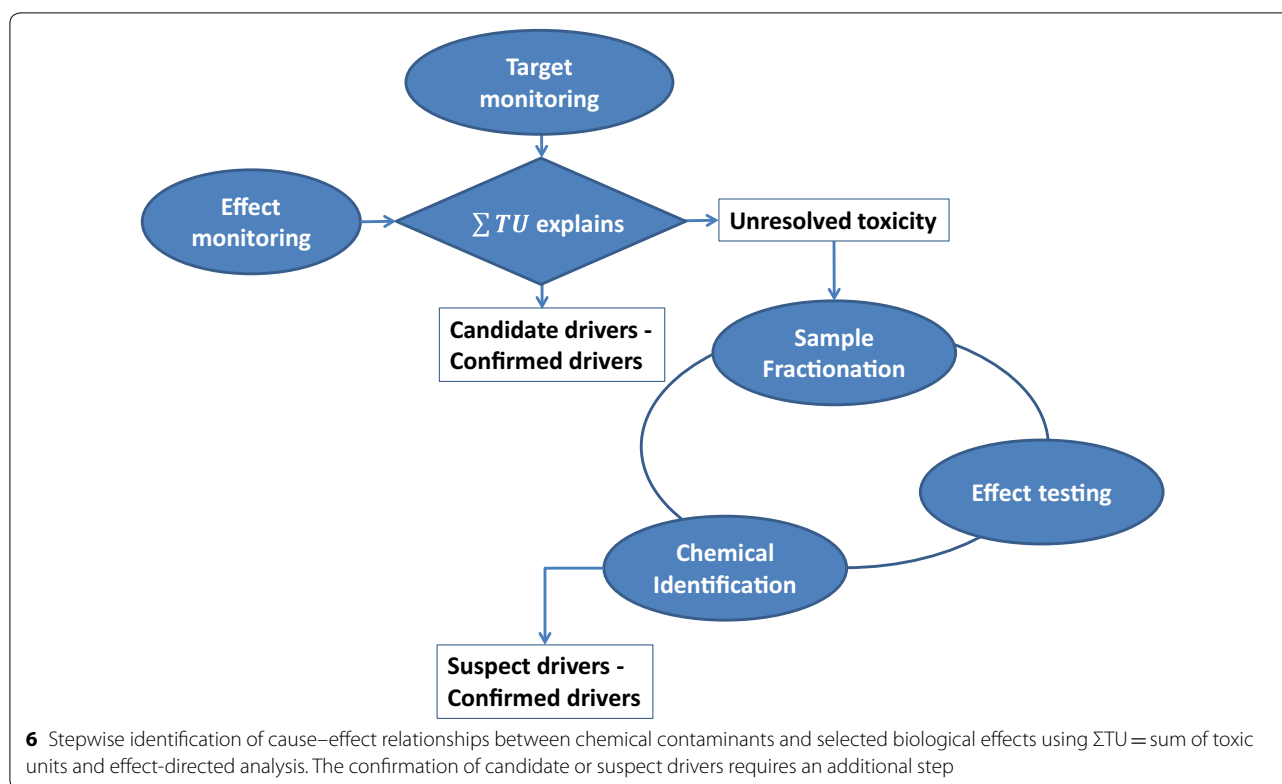 Target
monitoring
Effect
monitoring
∑ TU explains
Unresolved toxicity
Candidate drivers -
Confirmed drivers
Sample
Fractionation
Effect testing
Chemical
Identification
Suspect drivers -
Confirmed drivers
6 Stepwise identification of cause–effect relationships between chemical contaminants and selected biological effects using ΣTU = sum of toxic
units and effect-directed analysis. The confirmation of candidate or suspect drivers requires an additional step